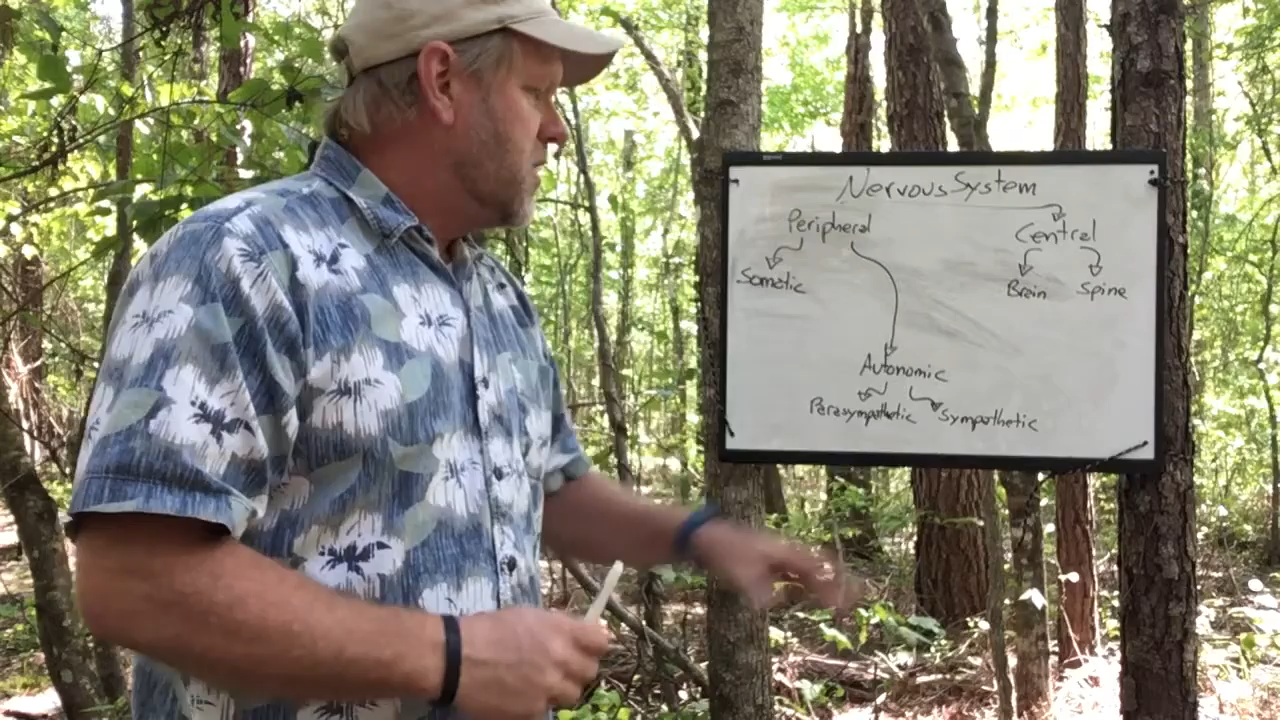 Nervous System
Peripheral
Central
Somatic
Brain
Spine
Autonomic
Parasympathetic
Sympathetic